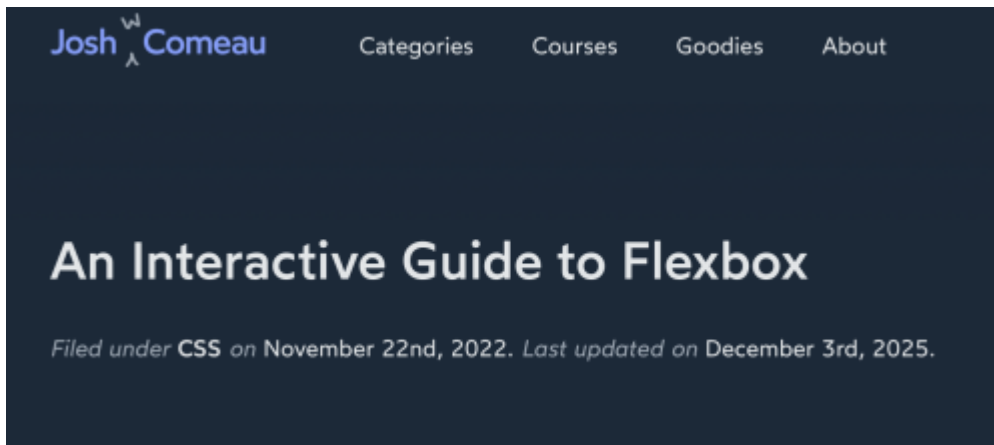 Josh W Comeau Categories Courses Goodies About
An Interactive Guide to Flexbox
Filed under CSS on November 22nd, 2022. Last updated on December 3rd, 2025.